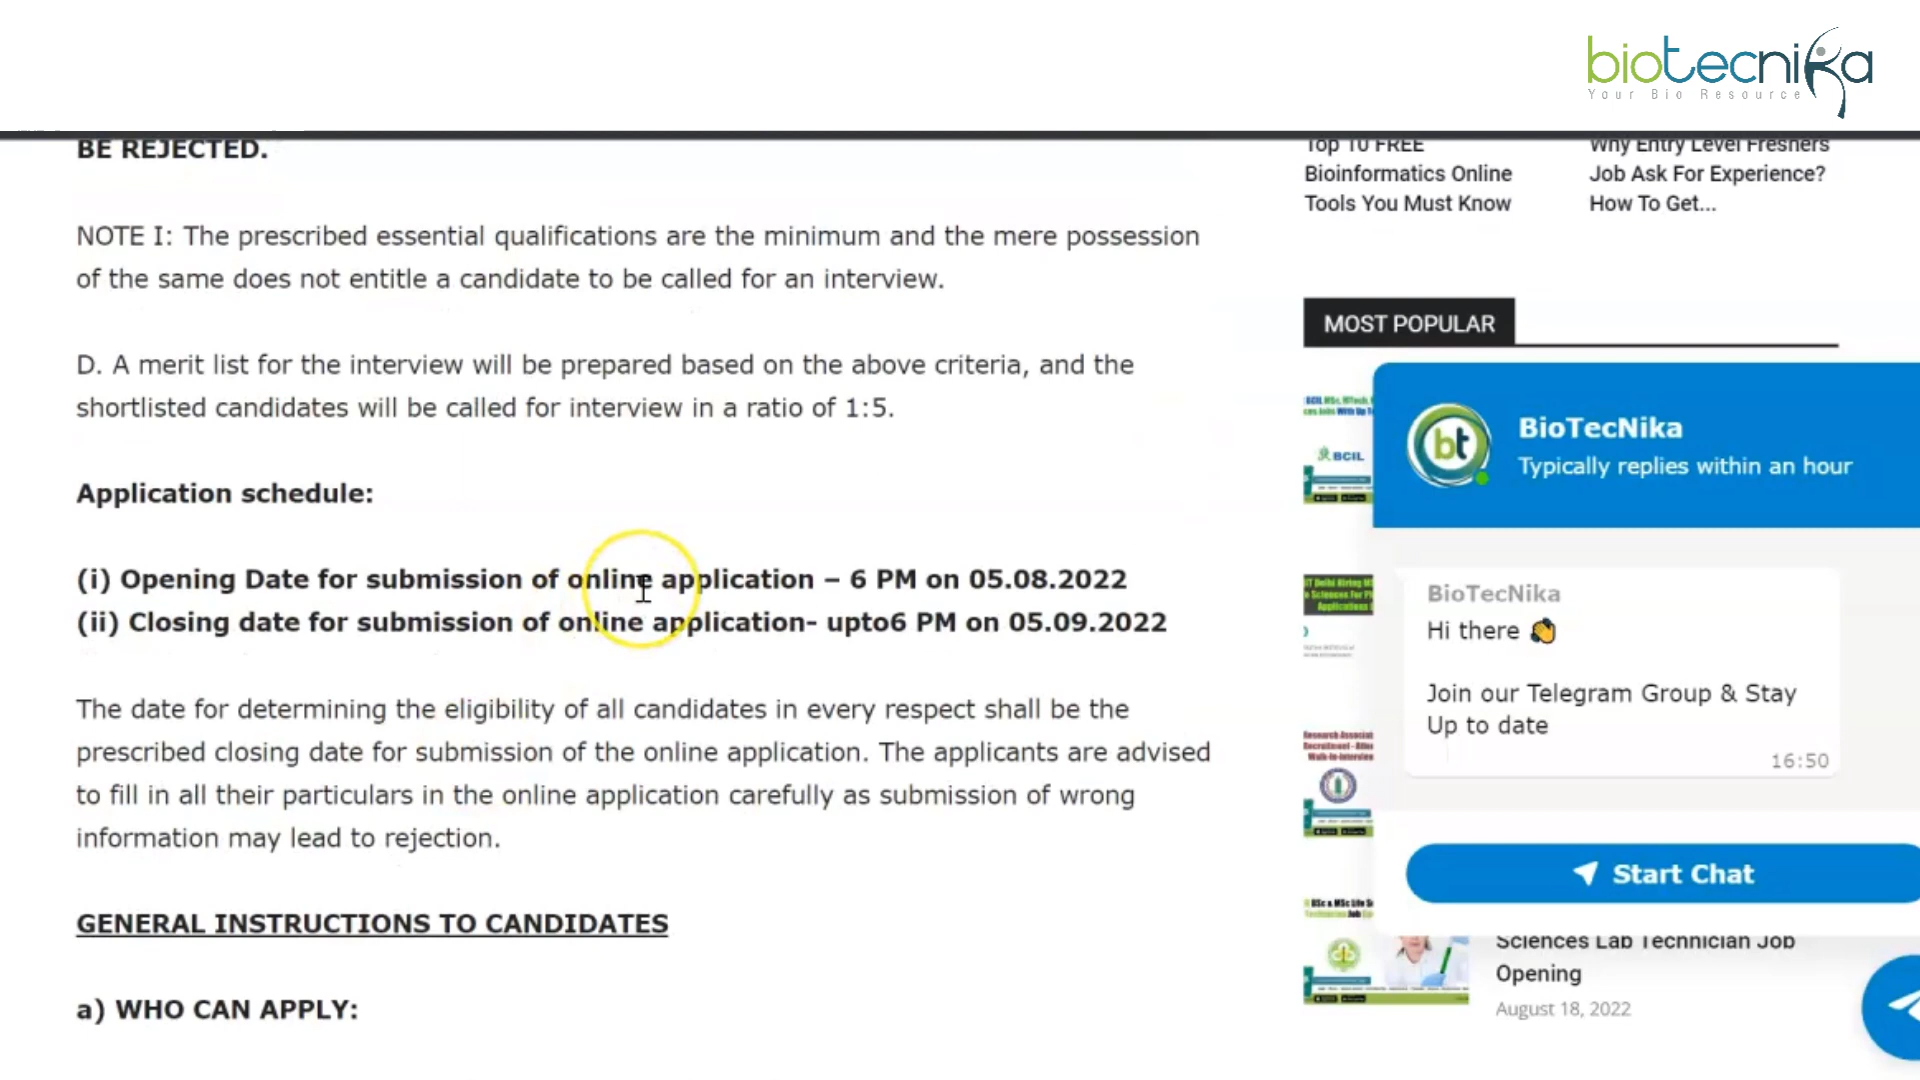 biotecnika
Your Bio Resource
BE REJECTED.
NOTE I: The prescribed essential qualifications are the minimum and the mere possession
of the same does not entitle a candidate to be called for an interview.
D. A merit list for the interview will be prepared based on the above criteria, and the
shortlisted candidates will be called for interview in a ratio of 1:5.
Application schedule:
(i) Opening Date for submission of online application – 6 PM on 05.08.2022
(ii) Closing date for submission of online application- upto6 PM on 05.09.2022
The date for determining the eligibility of all candidates in every respect shall be the
prescribed closing date for submission of the online application. The applicants are advised
to fill in all their particulars in the online application carefully as submission of wrong
information may lead to rejection.
GENERAL INSTRUCTIONS TO CANDIDATES
a) WHO CAN APPLY:
Top 10 FREE
Bioinformatics Online
Tools You Must Know
Why Entry Level Freshers
Job Ask For Experience?
How To Get...
MOST POPULAR
BCIL
bt
BioTecNika
Typically replies within an hour
BioTecNika
Hi there
Join our Telegram Group & Stay
Up to date
16:50
Start Chat
Sciences Lab Technician Job
Opening
August 18, 2022